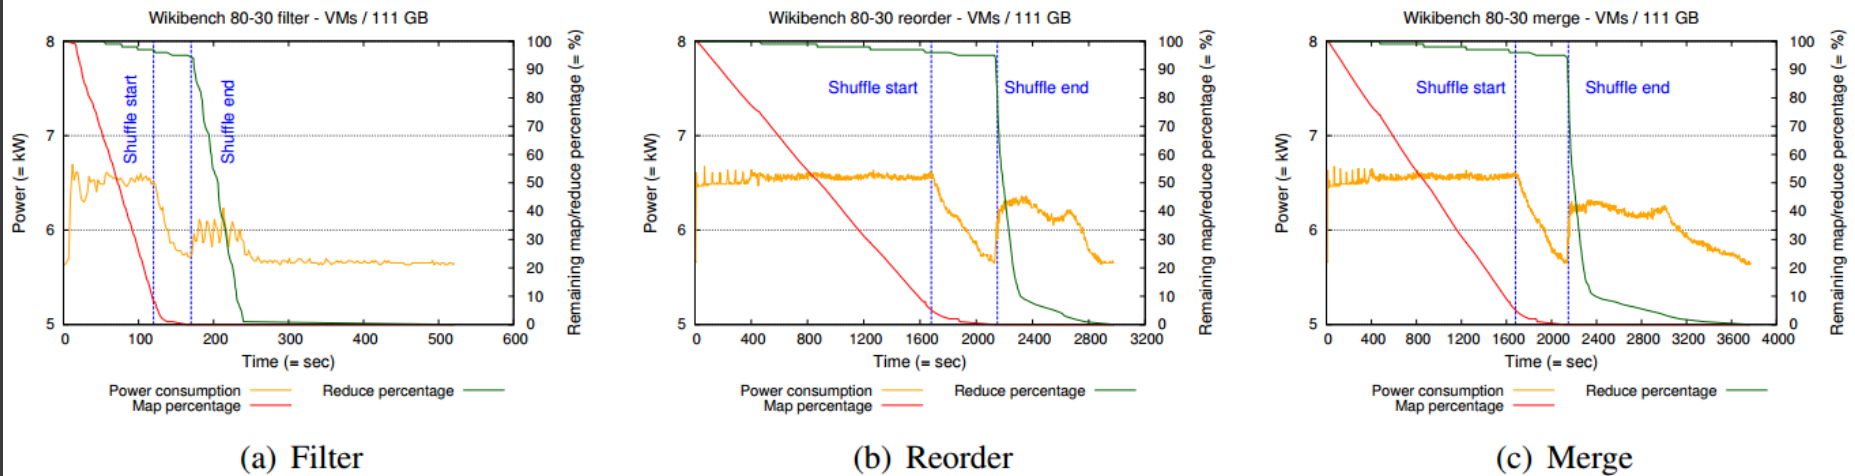 Wikibench 80-30 filter - VMs / 111 GB
8
7
6
5
Power (= kW)
100
90
80
70
60
50
40
30
20
10
0
Remaining map/reduce percentage (= %)
Shuffle start
Shuffle end
0 100 200 300 400 500 600
Time (= sec)
Power consumption
Map percentage
Reduce percentage
(a) Filter
Wikibench 80-30 reorder - VMs / 111 GB
8
7
6
5
Power (= kW)
100
90
80
70
60
50
40
30
20
10
0
Remaining map/reduce percentage (= %)
Shuffle start
Shuffle end
0 400 800 1200 1600 2000 2400 2800 3200
Time (= sec)
Power consumption
Map percentage
Reduce percentage
(b) Reorder
Wikibench 80-30 merge - VMs / 111 GB
8
7
6
5
Power (= kW)
100
90
80
70
60
50
40
30
20
10
0
Remaining map/reduce percentage (= %)
Shuffle start
Shuffle end
0 400 800 1200 1600 2000 2400 2800 3200 3600 4000
Time (= sec)
Power consumption
Map percentage
Reduce percentage
(c) Merge